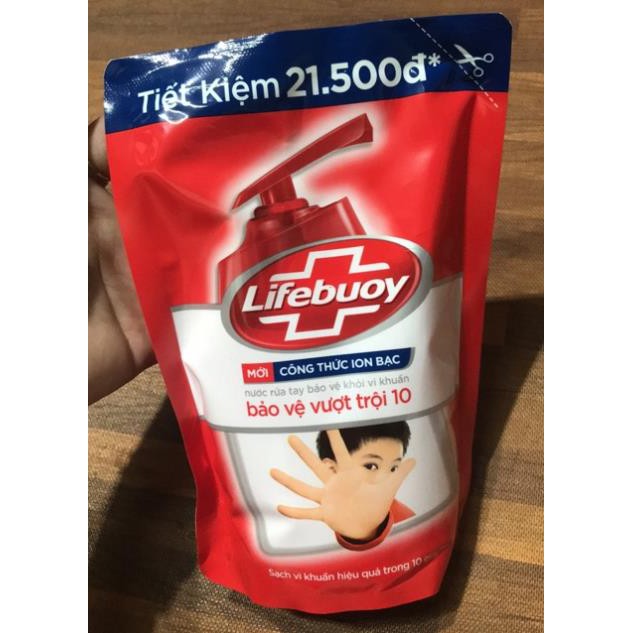 Tiết Kiệm 21.500đ*
Lifebuoy
MỚI CÔNG THỨC ION BẠC
nước rửa tay bảo vệ khỏi vi khuẩn
bảo vệ vượt trội 10
Sạch vi khuẩn hiệu quả trong 10